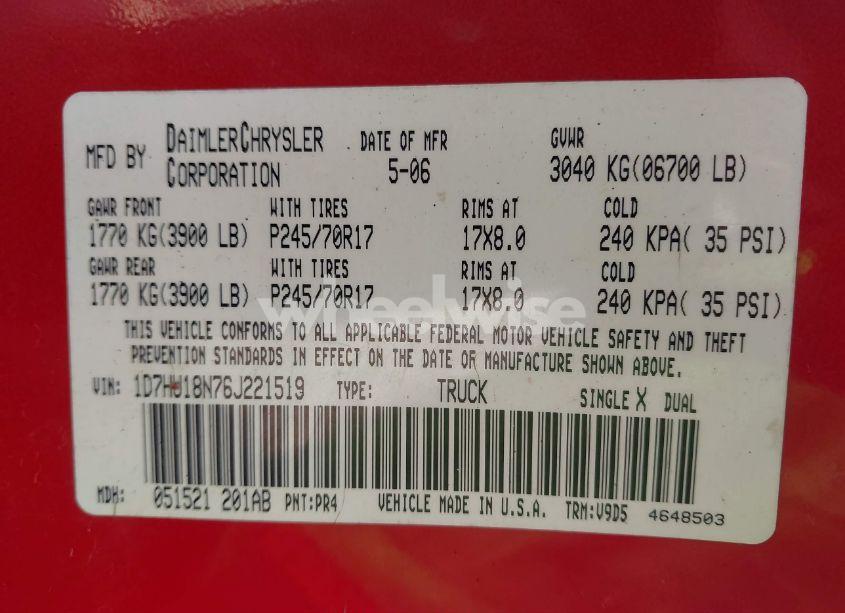 MFD BY DAIMLERCHRYSLER CORPORATION DATE OF MFR 5-06 GVWR 3040 KG(06700 LB)
GAWR FRONT WITH TIRES RIMS AT COLD
1770 KG(3900 LB) P245/70R17 17X8.0 240 KPA( 35 PSI)
GAWR REAR WITH TIRES RIMS AT COLD
1770 KG(3900 LB) P245/70R17 17X8.0 240 KPA( 35 PSI)
wheelwise
THIS VEHICLE CONFORMS TO ALL APPLICABLE FEDERAL MOTOR VEHICLE SAFETY AND THEFT
PREVENTION STANDARDS IN EFFECT ON THE DATE OF MANUFACTURE SHOWN ABOVE.
VIN: 1D7HW18N76J221519 TYPE: TRUCK SINGLE X DUAL
MDH: 051521 201AB PNT:PR4 VEHICLE MADE IN U.S.A. TRM:V9D5 4648503